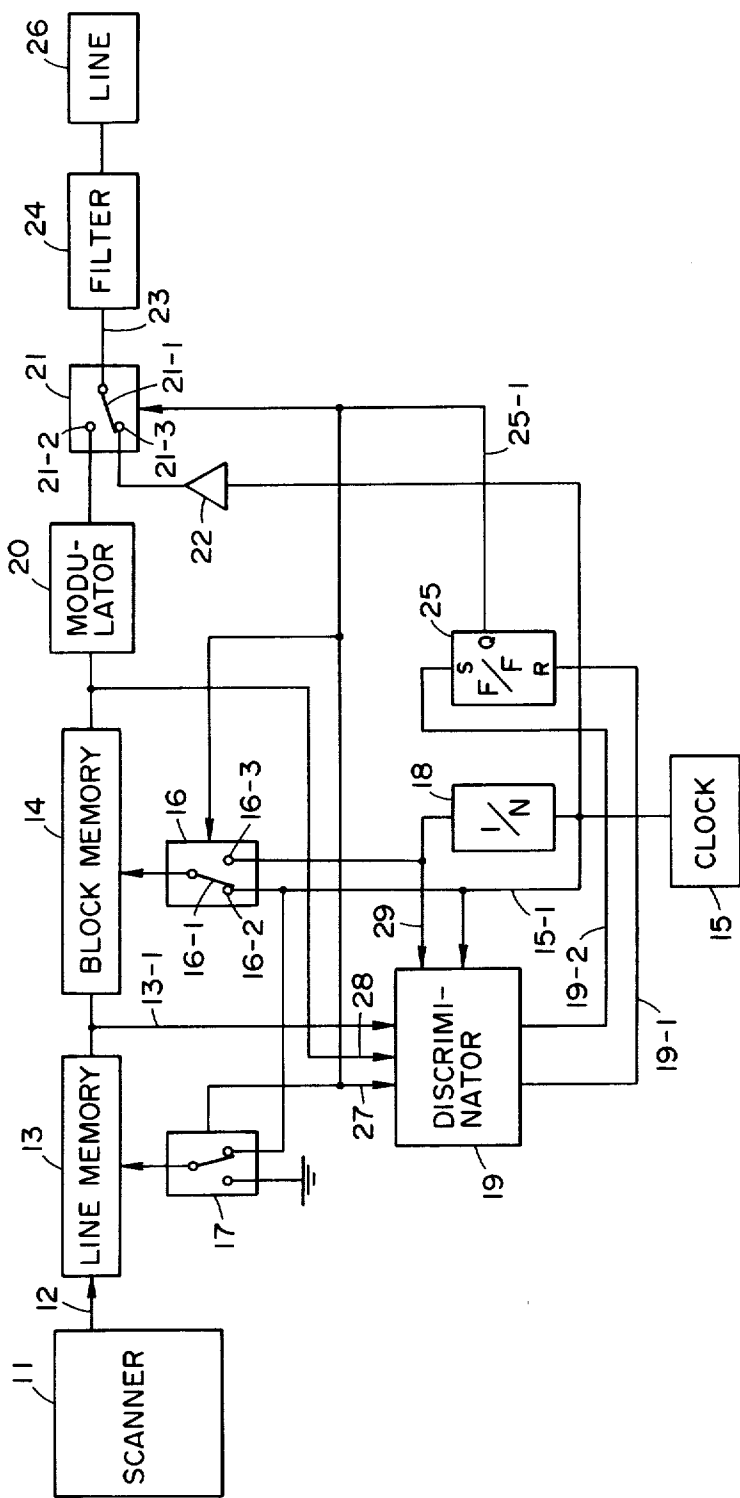 11
SCANNER
12
13
LINE MEMORY
13-1
14
BLOCK MEMORY
20
MODU-
LATOR
21
21-2
21-1
21-3
23
24
FILTER
26
LINE
17
16
16-1
16-2
16-3
22
27
28
29
15-1
18
1/N
25
S
F/F
Q
R
25-1
19
DISCRIMI-
NATOR
19-2
19-1
15
CLOCK